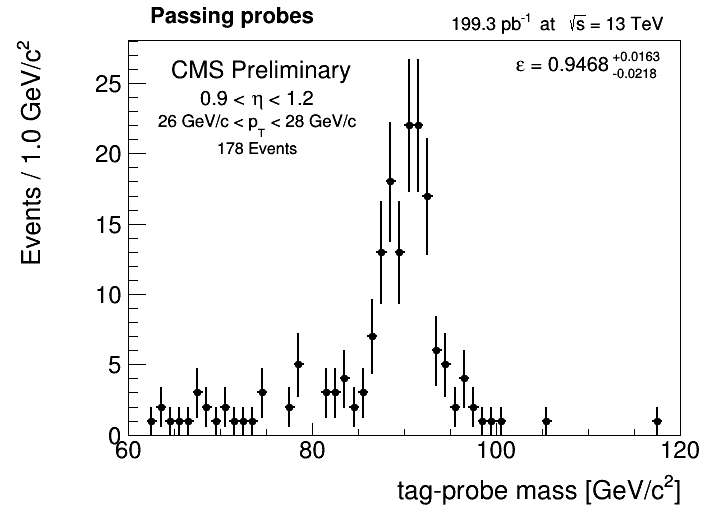 Passing probes
199.3 pb⁻¹ at √s = 13 TeV
CMS Preliminary
0.9 < η < 1.2
26 GeV/c < p_T < 28 GeV/c
178 Events
ε = 0.9468 +0.0163 -0.0218
Events / 1.0 GeV/c²
25
20
15
10
5
0
60 80 100 120
tag-probe mass [GeV/c²]